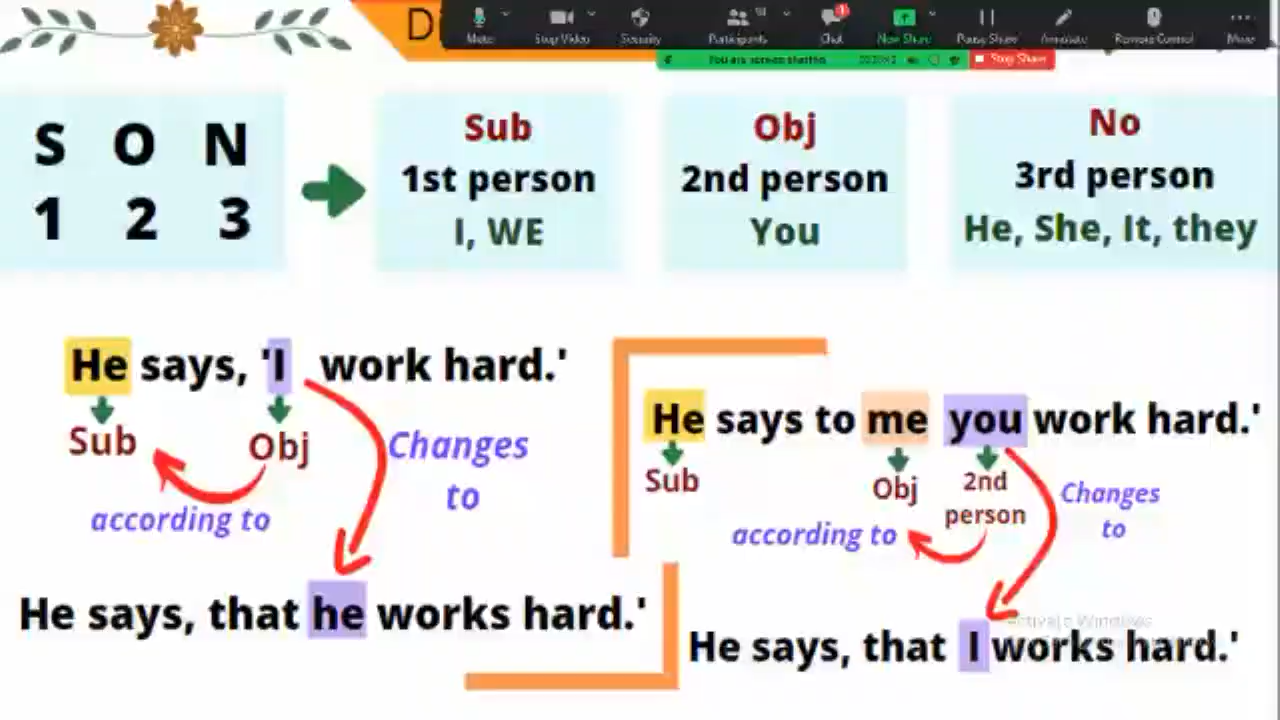 D
Mute
Stop Video
Security
Participants
Chat
1
New Share
Pause Share
Annotate
Remote Control
More
You are screen sharing
Stop Share
S O N
1 2 3
Sub
1st person
I, WE
Obj
2nd person
You
No
3rd person
He, She, It, they
He says, 'I work hard.'
Sub
Obj
Changes
to
according to
He says, that he works hard.'
He says to me you work hard.'
Sub
Obj
2nd
person
Changes
to
according to
Activate Windows
He says, that I works hard.'